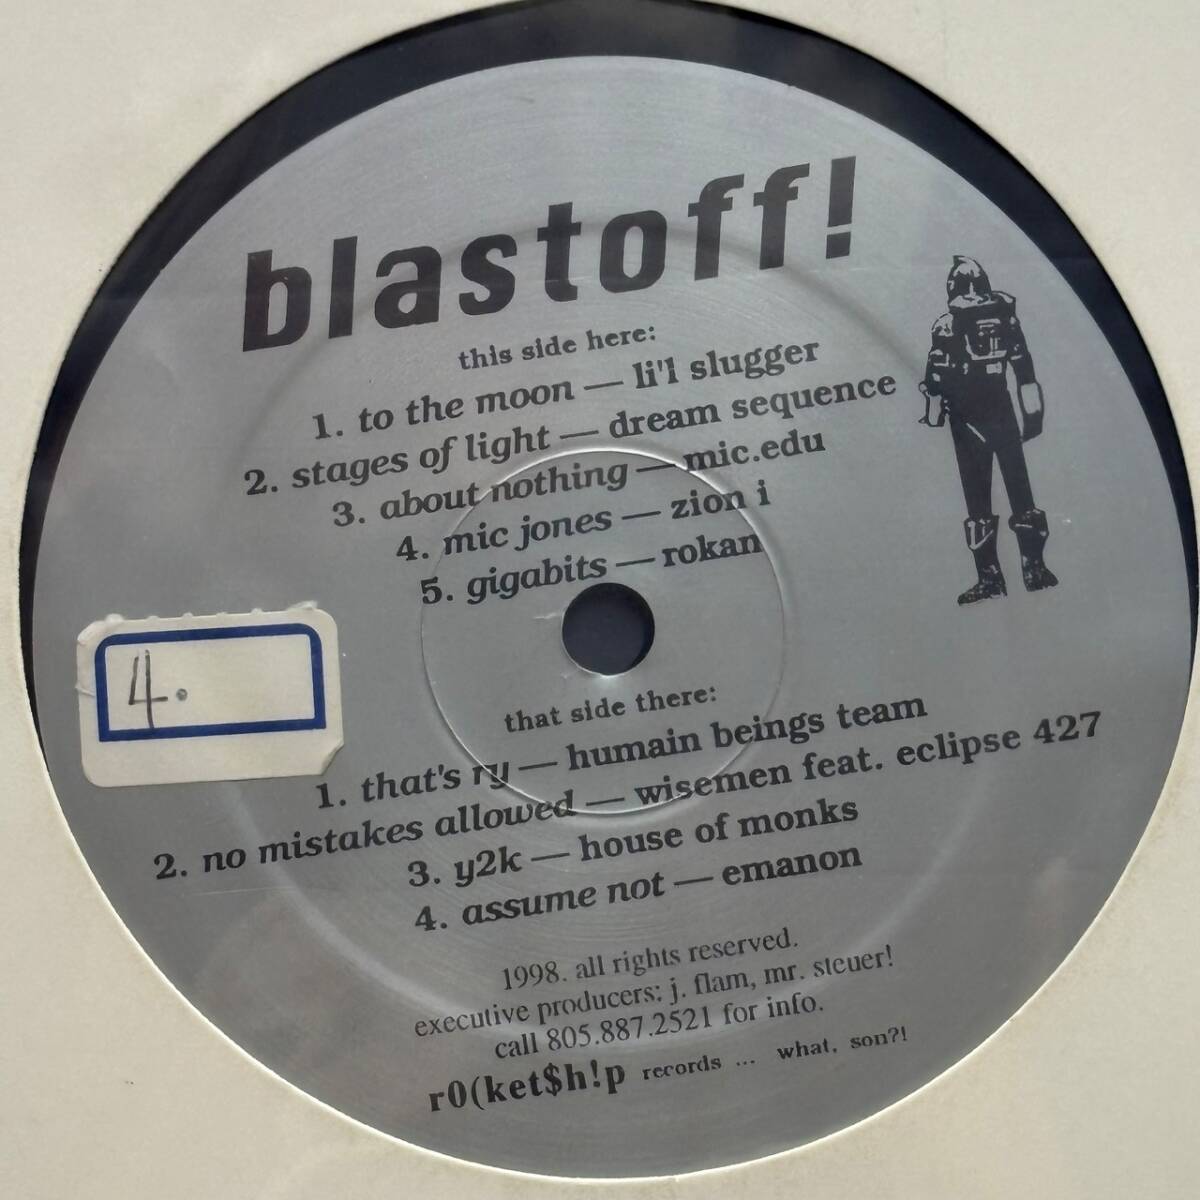 blastoff!
this side here:
1. to the moon — li'l slugger
2. stages of light — dream sequence
3. about nothing — mic.edu
4. mic jones — zion i
5. gigabits — rokan
4.
that side there:
1. that's ry — humain beings team
2. no mistakes allowed — wisemen feat. eclipse 427
3. y2k — house of monks
4. assume not — emanon
1998. all rights reserved.
executive producers: j. flam, mr. steuer!
call 805.887.2521 for info.
r0(ket$h!p records ... what, son?!